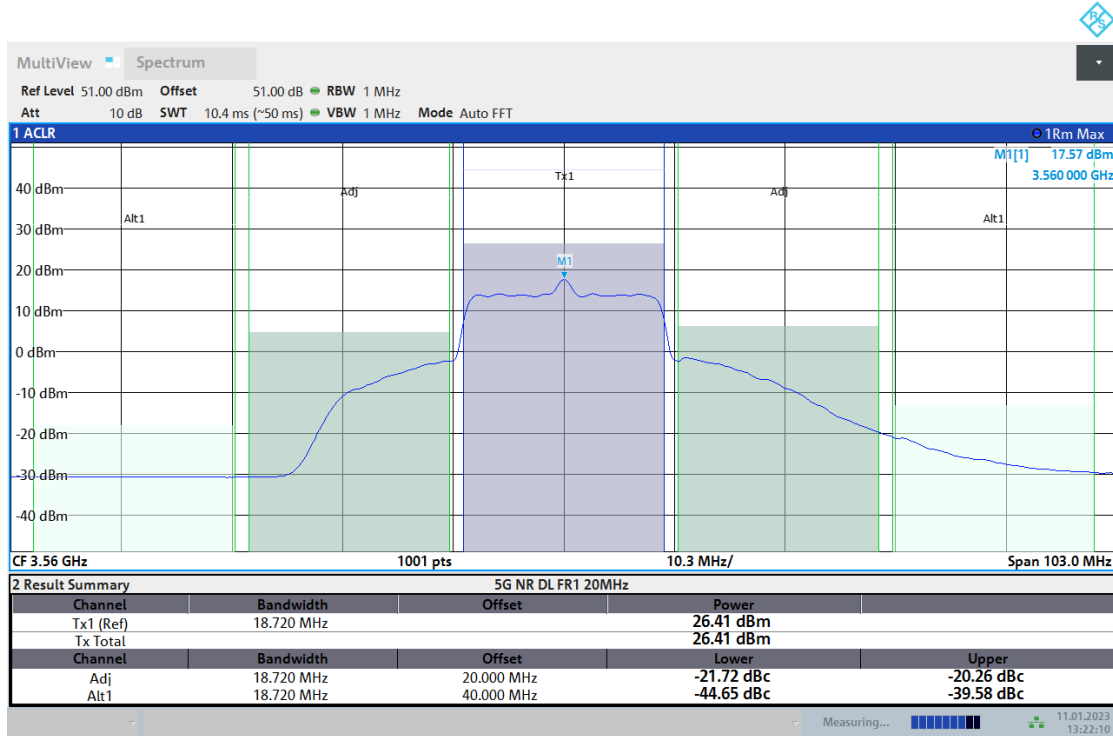 R&S
MultiView Spectrum
Ref Level 51.00 dBm Offset 51.00 dB RBW 1 MHz
Att 10 dB SWT 10.4 ms (~50 ms) VBW 1 MHz Mode Auto FFT
1 ACLR 1Rm Max
M1[1] 17.57 dBm
3.560 000 GHz
Tx1
40 dBm Adj Adj
Alt1 Alt1
30 dBm
20 dBm
M1
10 dBm
0 dBm
-10 dBm
-20 dBm
-30 dBm
-40 dBm
CF 3.56 GHz 1001 pts 10.3 MHz/ Span 103.0 MHz
2 Result Summary 5G NR DL FR1 20MHz
Channel Bandwidth Offset Power
Tx1 (Ref) 18.720 MHz 26.41 dBm
Tx Total 26.41 dBm
Channel Bandwidth Offset Lower Upper
Adj 18.720 MHz 20.000 MHz -21.72 dBc -20.26 dBc
Alt1 18.720 MHz 40.000 MHz -44.65 dBc -39.58 dBc
Measuring... 11.01.2023
13:22:10